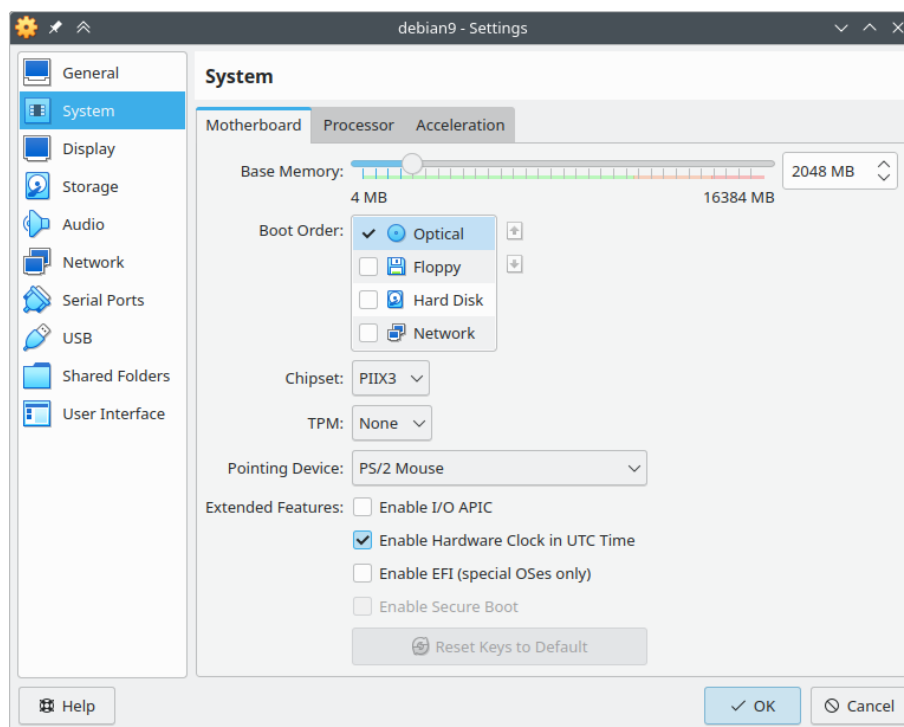 debian9 - Settings
General
System
Display
Storage
Audio
Network
Serial Ports
USB
Shared Folders
User Interface
System
Motherboard Processor Acceleration
Base Memory: 2048 MB
4 MB 16384 MB
Boot Order: Optical
Floppy
Hard Disk
Network
Chipset: PIIX3
TPM: None
Pointing Device: PS/2 Mouse
Extended Features: Enable I/O APIC
Enable Hardware Clock in UTC Time
Enable EFI (special OSes only)
Enable Secure Boot
Reset Keys to Default
Help OK Cancel